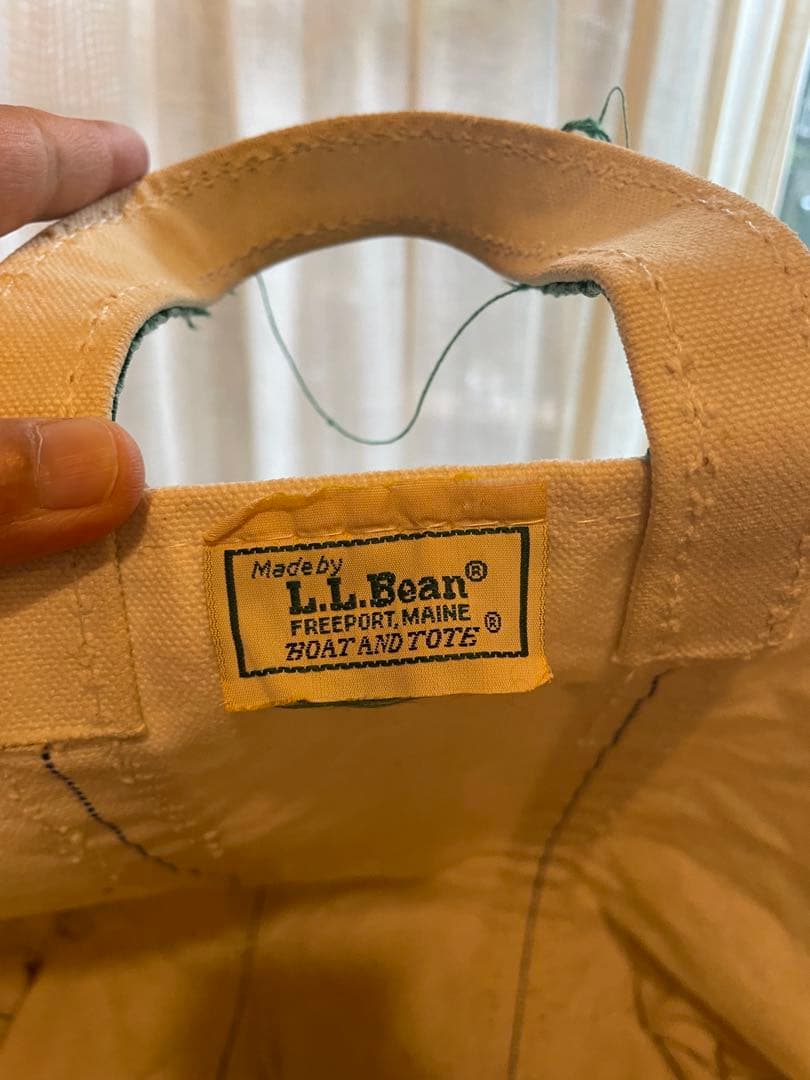 Made by
L.L.Bean®
FREEPORT, MAINE
BOAT AND TOTE®